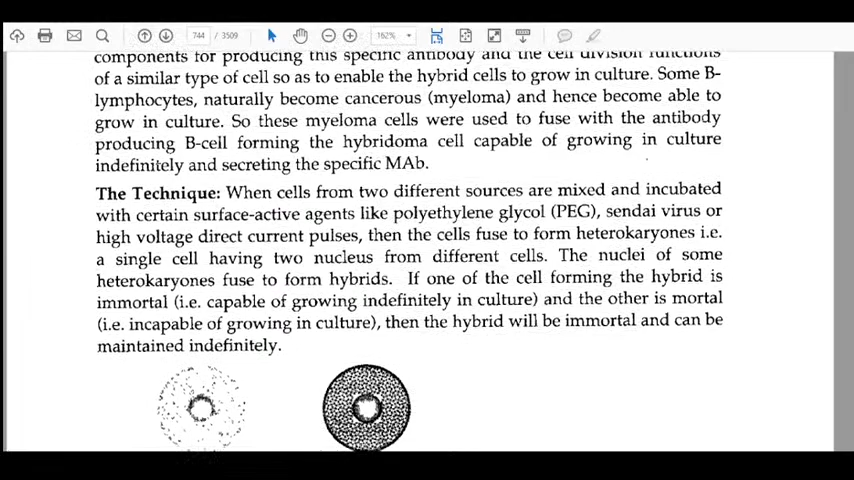 744 / 3509
162%
components for producing this specific antibody and the cell division functions
of a similar type of cell so as to enable the hybrid cells to grow in culture. Some B-
lymphocytes, naturally become cancerous (myeloma) and hence become able to
grow in culture. So these myeloma cells were used to fuse with the antibody
producing B-cell forming the hybridoma cell capable of growing in culture
indefinitely and secreting the specific MAb.
The Technique: When cells from two different sources are mixed and incubated
with certain surface-active agents like polyethylene glycol (PEG), sendai virus or
high voltage direct current pulses, then the cells fuse to form heterokaryones i.e.
a single cell having two nucleus from different cells. The nuclei of some
heterokaryones fuse to form hybrids. If one of the cell forming the hybrid is
immortal (i.e. capable of growing indefinitely in culture) and the other is mortal
(i.e. incapable of growing in culture), then the hybrid will be immortal and can be
maintained indefinitely.